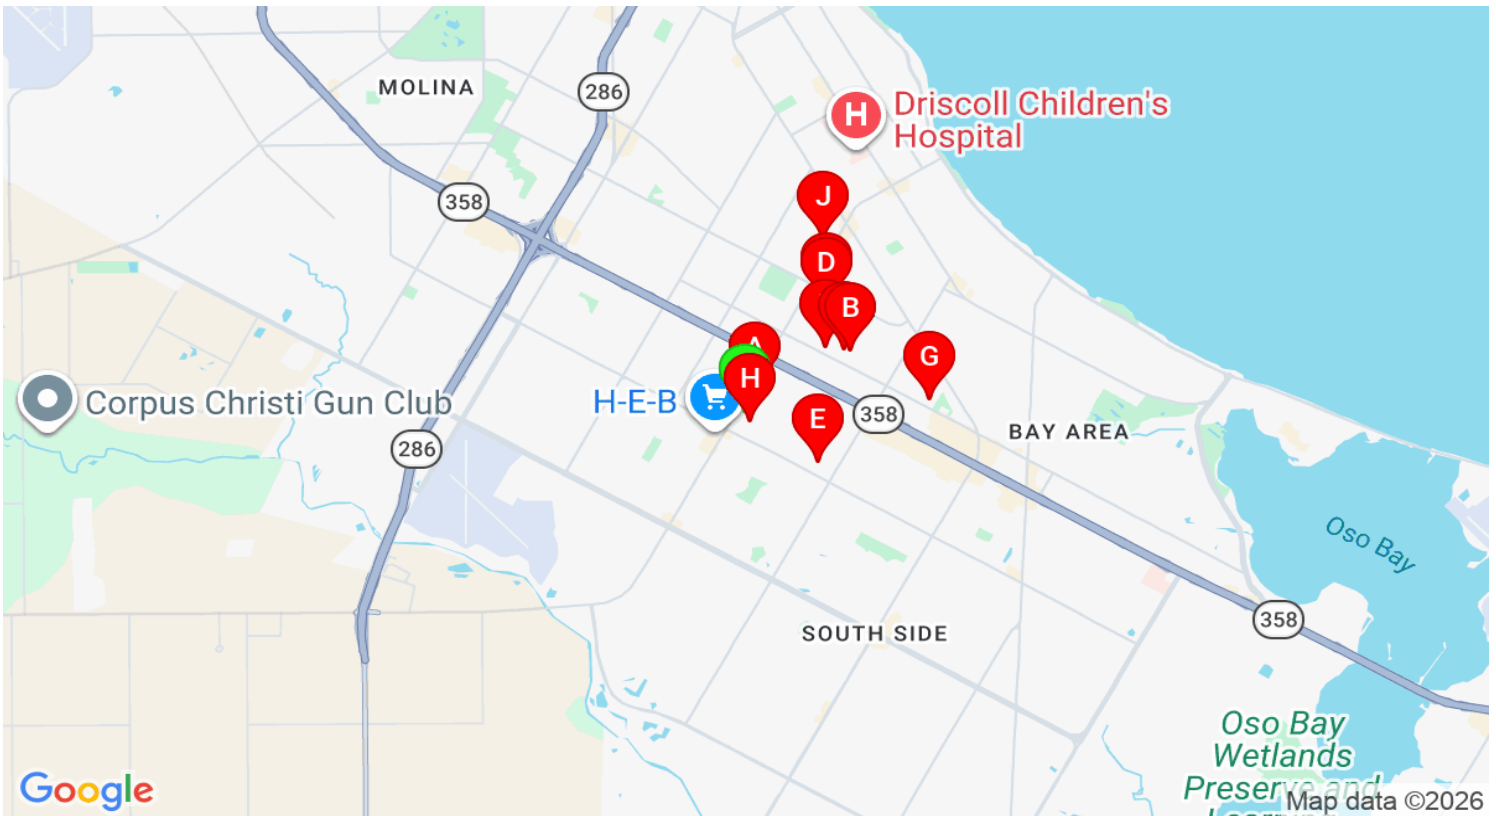 MOLINA
286
H
Driscoll Children's
Hospital
358
J
D
B
A
G
H
H-E-B
E
358
Corpus Christi Gun Club
286
BAY AREA
Oso Bay
SOUTH SIDE
358
Oso Bay
Wetlands
Preserve and
Learning
Google
Map data ©2026